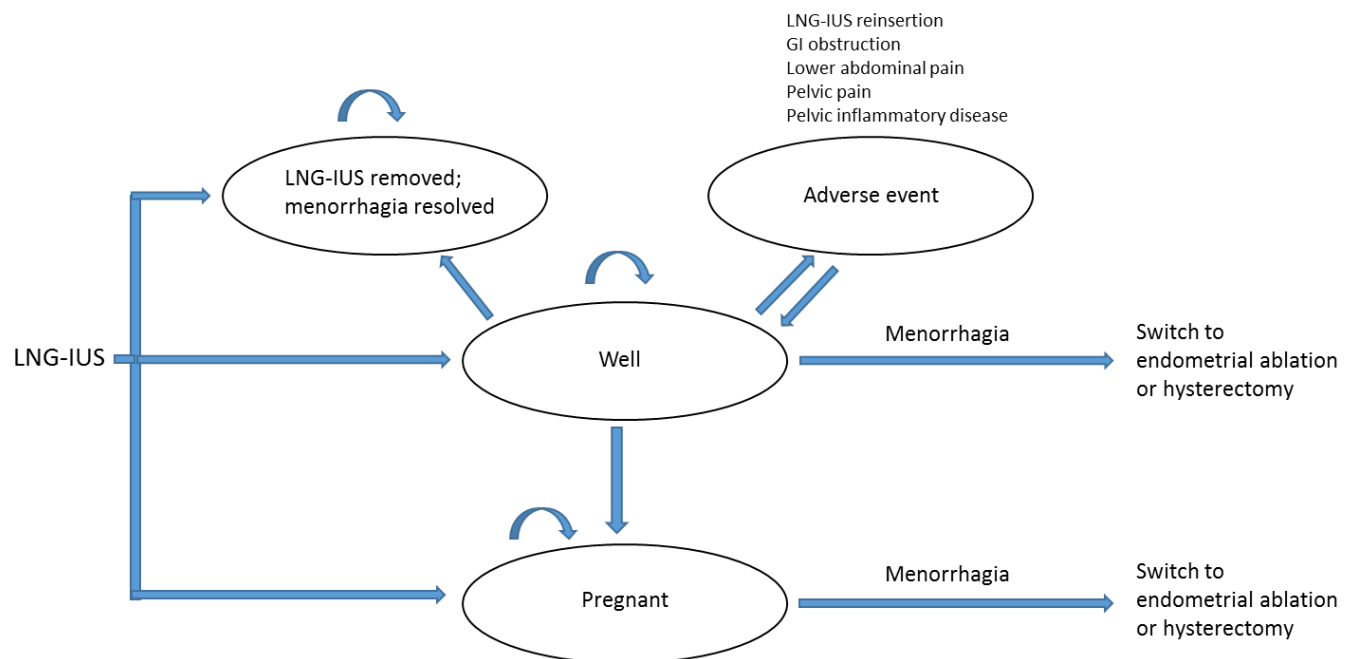 LNG-IUS reinsertion
GI obstruction
Lower abdominal pain
Pelvic pain
Pelvic inflammatory disease
LNG-IUS removed;
menorrhagia resolved
Adverse event
LNG-IUS
Well
Menorrhagia
Switch to
endometrial ablation
or hysterectomy
Pregnant
Menorrhagia
Switch to
endometrial ablation
or hysterectomy